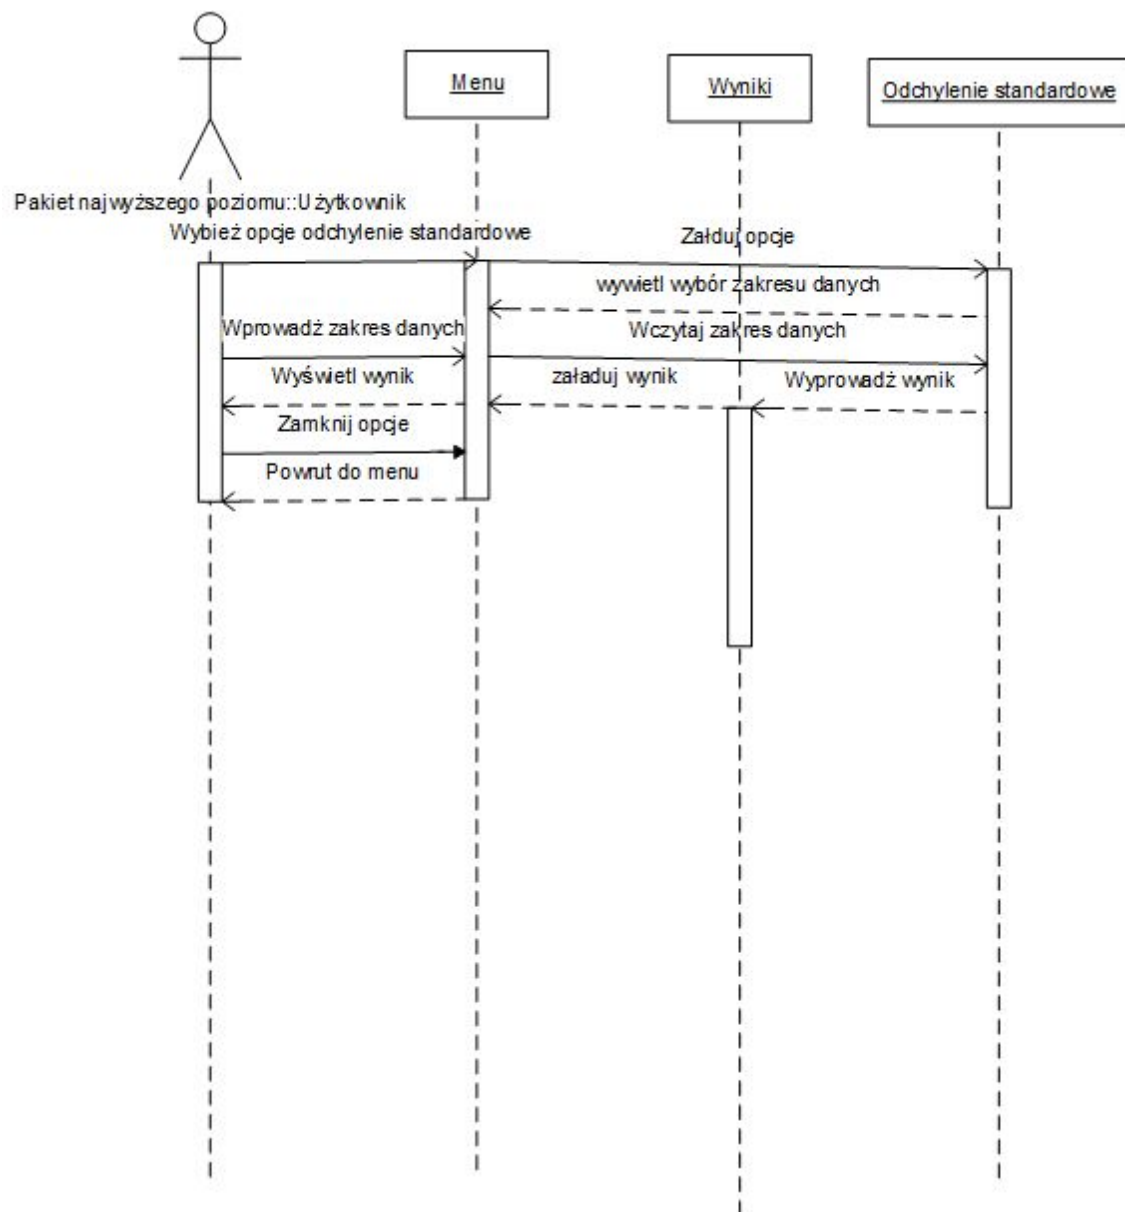 Menu
Wyniki
Odchylenie standardowe
Pakiet najwyższego poziomu::Użytkownik
Wybież opcje odchylenie standardowe
Załduj opcje
wywietl wybór zakresu danych
Wprowadź zakres danych
Wczytaj zakres danych
Wyświetl wynik
załaduj wynik
Wyprowadź wynik
Zamknij opcje
Powrut do menu